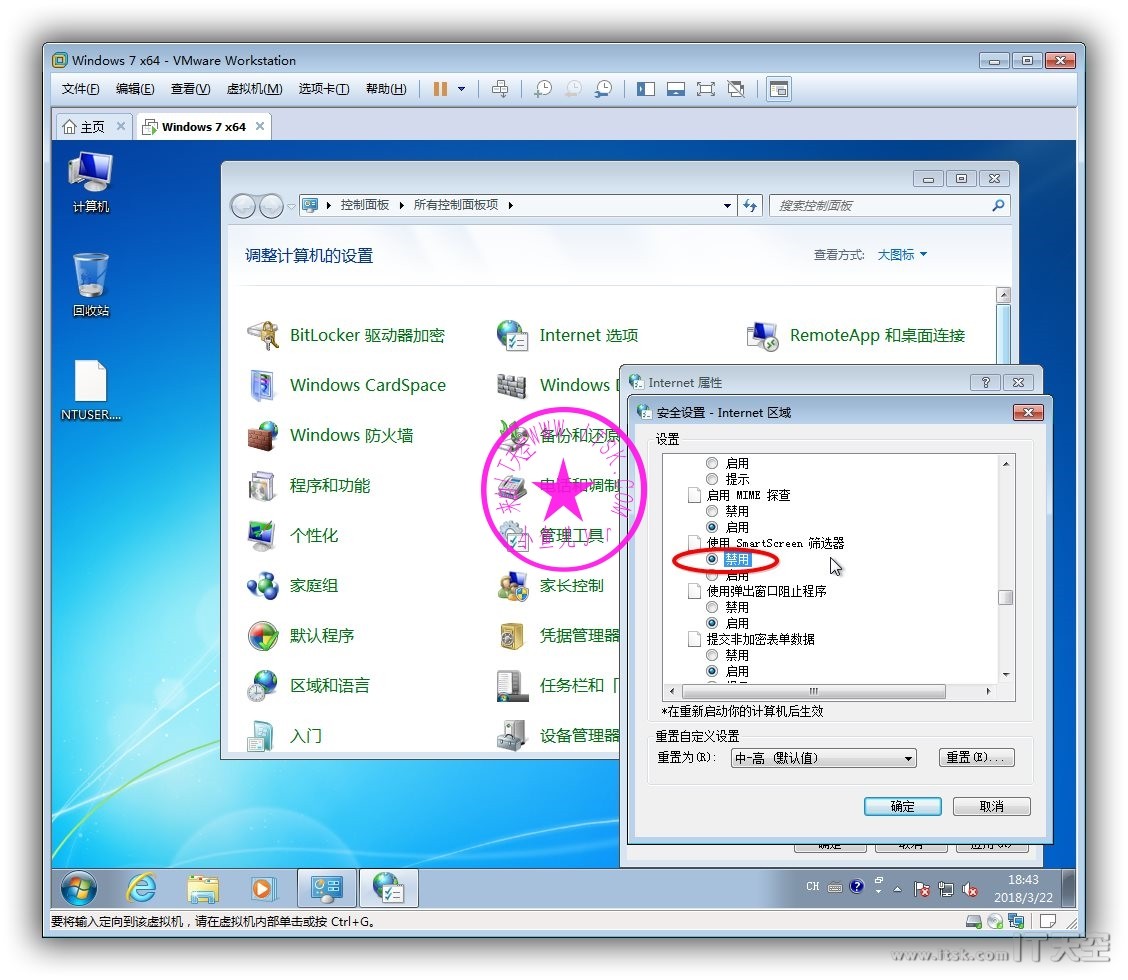 Windows 7 x64 - VMware Workstation
文件(F) 编辑(E) 查看(V) 虚拟机(M) 选项卡(T) 帮助(H)
主页 Windows 7 x64
计算机
回收站
NTUSER....
控制面板 所有控制面板项 搜索控制面板
调整计算机的设置 查看方式: 大图标
BitLocker 驱动器加密 Internet 选项 RemoteApp 和桌面连接
Windows CardSpace Windows
Windows 防火墙 备份和还原
程序和功能 电话和调制
个性化 管理工具
家庭组 家长控制
默认程序 凭据管理器
区域和语言 任务栏和「
入门 设备管理器
Internet 属性
安全设置 - Internet 区域
设置
启用
提示
启用 MIME 探查
禁用
启用
使用 SmartScreen 筛选器
禁用
启用
使用弹出窗口阻止程序
禁用
启用
提交非加密表单数据
禁用
启用
*在重新启动你的计算机后生效
重置自定义设置
重置为(R): 中-高 (默认值) 重置(E)...
确定 取消
CH 18:43
2018/3/22
要将输入定向到该虚拟机，请在虚拟机内部单击或按 Ctrl+G。
www.itsk.com IT天空